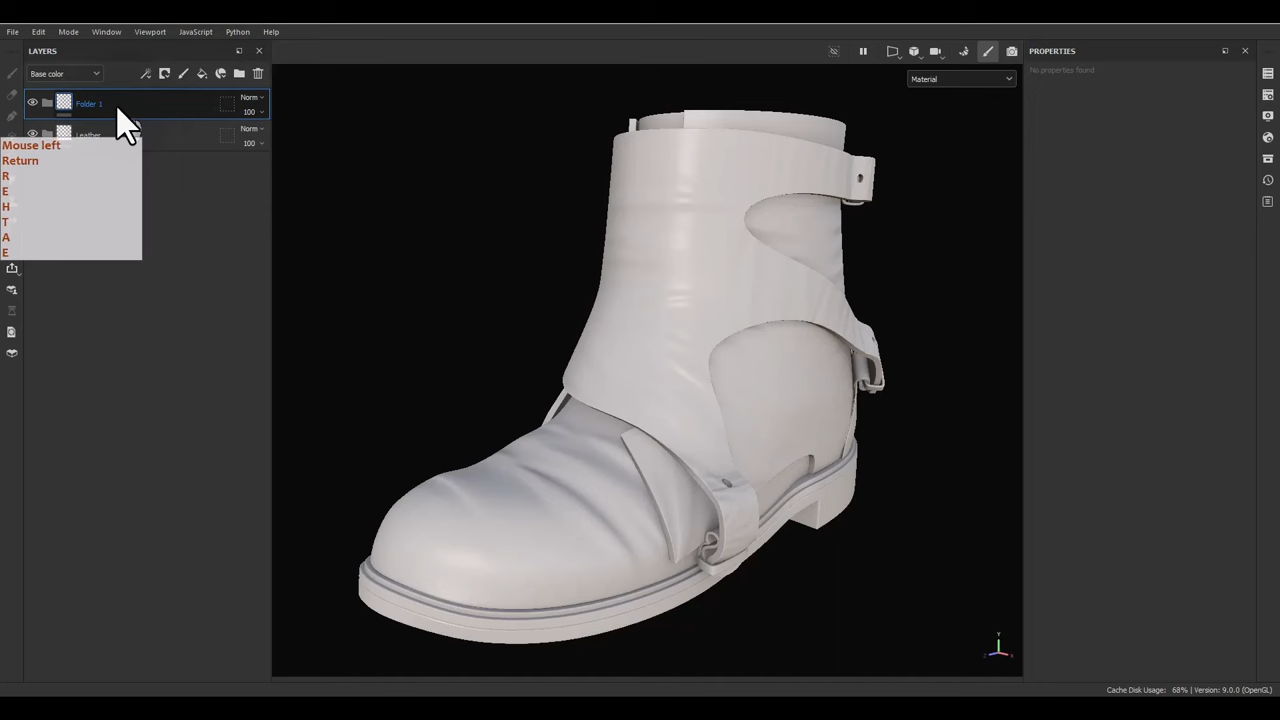 File Edit Mode Window Viewport JavaScript Python Help
LAYERS
PROPERTIES
No properties found
Base color
Material
Folder 1
Norm
100
Leather
Norm
100
Mouse left
Return
R
E
H
T
A
E
Y
Z
X
Cache Disk Usage: 68% | Version: 9.0.0 (OpenGL)